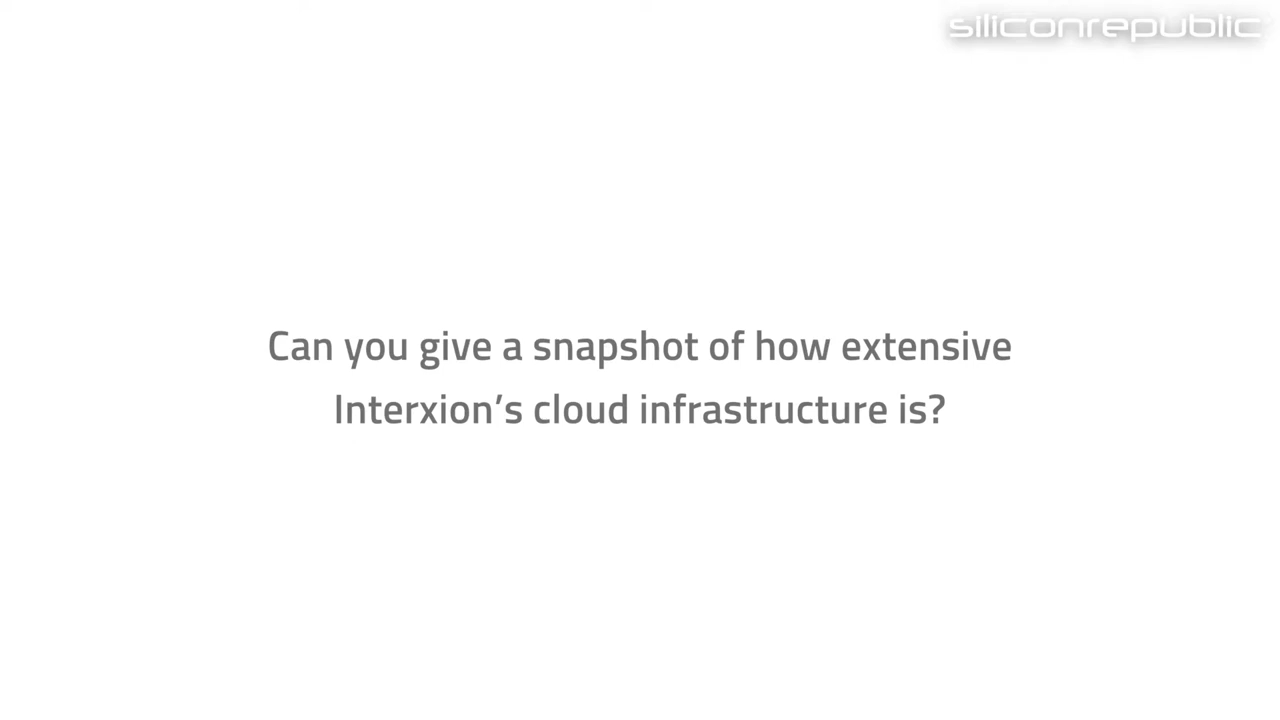 siliconrepublic
Can you give a snapshot of how extensive
Interxion’s cloud infrastructure is?